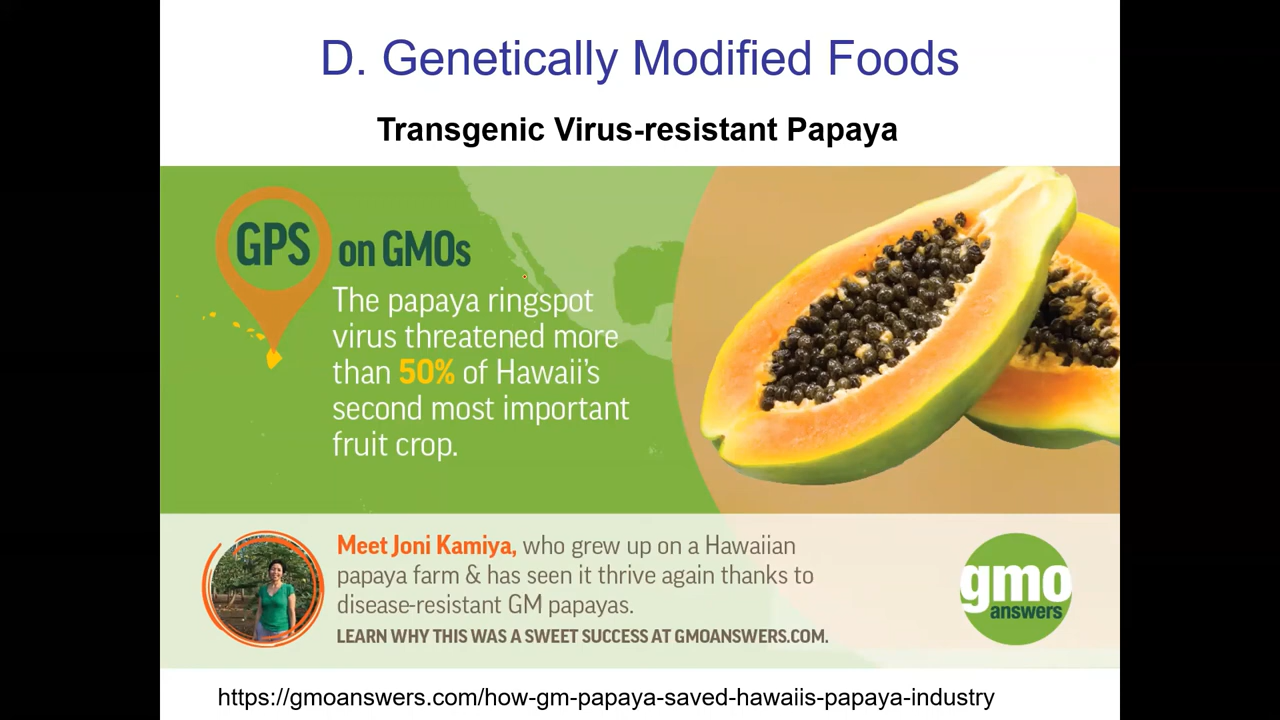 D. Genetically Modified Foods
Transgenic Virus-resistant Papaya
GPS on GMOs
The papaya ringspot
virus threatened more
than 50% of Hawaii’s
second most important
fruit crop.
Meet Joni Kamiya, who grew up on a Hawaiian
papaya farm & has seen it thrive again thanks to
disease-resistant GM papayas.
LEARN WHY THIS WAS A SWEET SUCCESS AT GMOANSWERS.COM.
gmo
answers
https://gmoanswers.com/how-gm-papaya-saved-hawaiis-papaya-industry